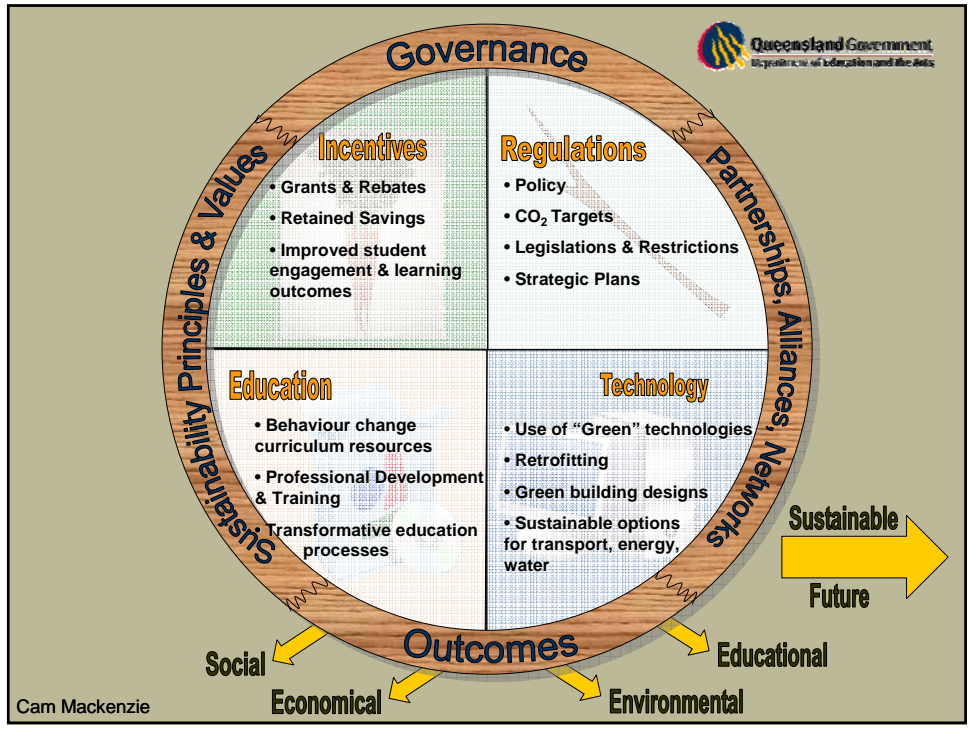 Governance
Queensland Government
Department of Education and the Arts
Sustainability Principles & Values
Partnerships, Alliances, Networks
Incentives
• Grants & Rebates
• Retained Savings
• Improved student
engagement & learning
outcomes
Regulations
• Policy
• CO₂ Targets
• Legislations & Restrictions
• Strategic Plans
Education
• Behaviour change
curriculum resources
• Professional Development
& Training
• Transformative education
processes
Technology
• Use of “Green” technologies
• Retrofitting
• Green building designs
• Sustainable options
for transport, energy,
water
Sustainable
Future
Outcomes
Social
Economical
Environmental
Educational
Cam Mackenzie